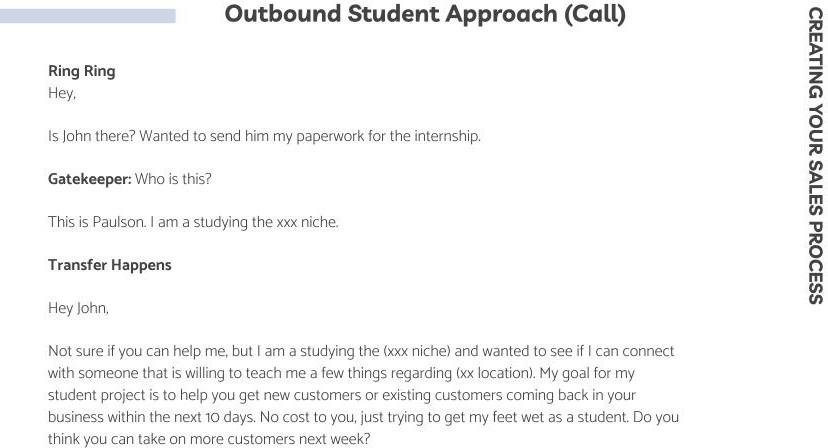 Outbound Student Approach (Call)
Ring Ring
Hey,
Is John there? Wanted to send him my paperwork for the internship.
Gatekeeper: Who is this?
This is Paulson. I am a studying the xxx niche.
Transfer Happens
Hey John,
Not sure if you can help me, but I am a studying the (xxx niche) and wanted to see if I can connect
with someone that is willing to teach me a few things regarding (xx location). My goal for my
student project is to help you get new customers or existing customers coming back in your
business within the next 10 days. No cost to you, just trying to get my feet wet as a student. Do you
think you can take on more customers next week?
CREATING YOUR SALES PROCESS